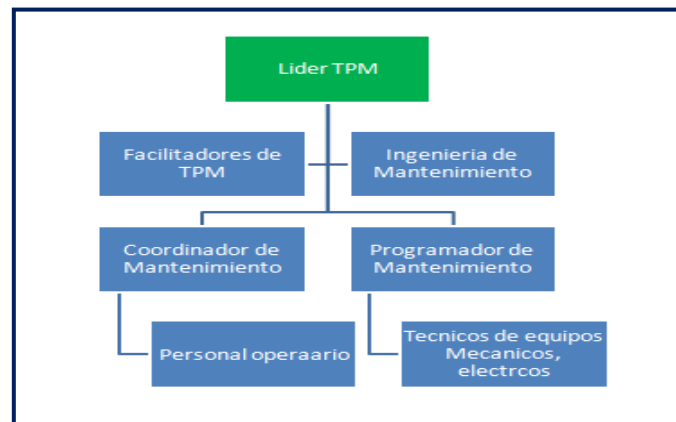 Lider TPM
Facilitadores de
TPM
Ingenieria de
Mantenimiento
Coordinador de
Mantenimiento
Programador de
Mantenimiento
Personal operaario
Tecnicos de equipos
Mecanicos,
electrcos